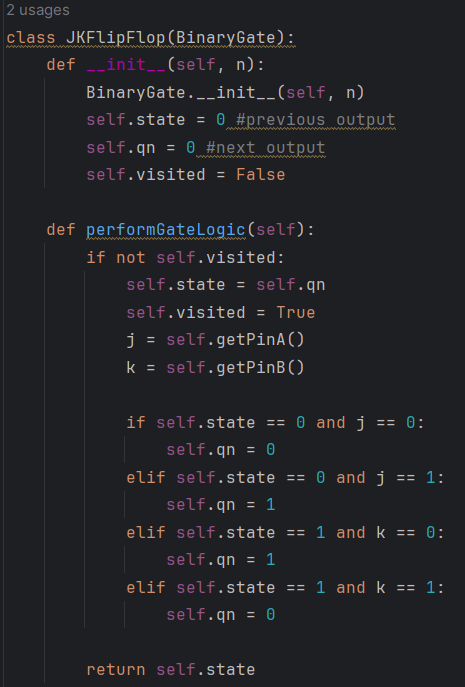 2 usages
class JKFlipFlop(BinaryGate):
    def __init__(self, n):
        BinaryGate.__init__(self, n)
        self.state = 0 #previous output
        self.qn = 0 #next output
        self.visited = False

    def performGateLogic(self):
        if not self.visited:
            self.state = self.qn
            self.visited = True
            j = self.getPinA()
            k = self.getPinB()

            if self.state == 0 and j == 0:
                self.qn = 0
            elif self.state == 0 and j == 1:
                self.qn = 1
            elif self.state == 1 and k == 0:
                self.qn = 1
            elif self.state == 1 and k == 1:
                self.qn = 0

        return self.state